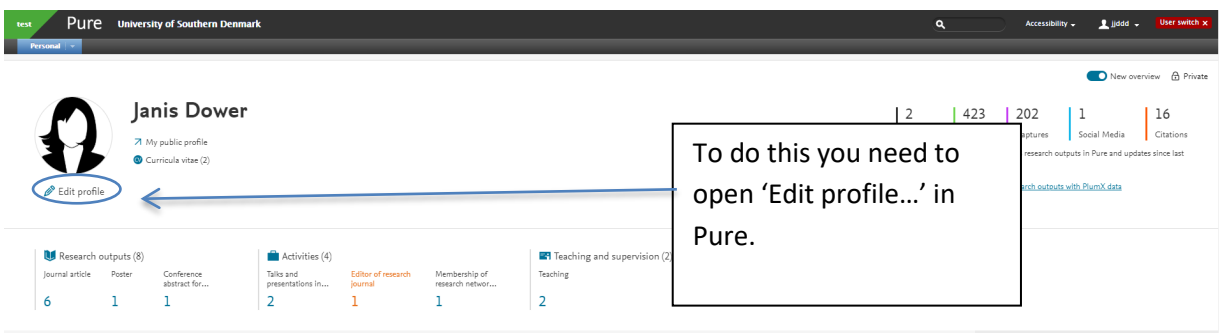 test Pure University of Southern Denmark Accessibility jjddd User switch x
Personal
New overview Private
Janis Dower
My public profile
Curricula vitae (2)
Edit profile
2 423 202 1 16
Social Media Citations
research outputs in Pure and updates since last
outputs with PlumX data
To do this you need to
open ‘Edit profile…’ in
Pure.
Research outputs (8)
Journal article Poster Conference
abstract for...
6 1 1
Activities (4)
Talks and
presentations in...
Editor of research
journal
Membership of
research networ...
2 1 1
Teaching and supervision (2)
Teaching
2